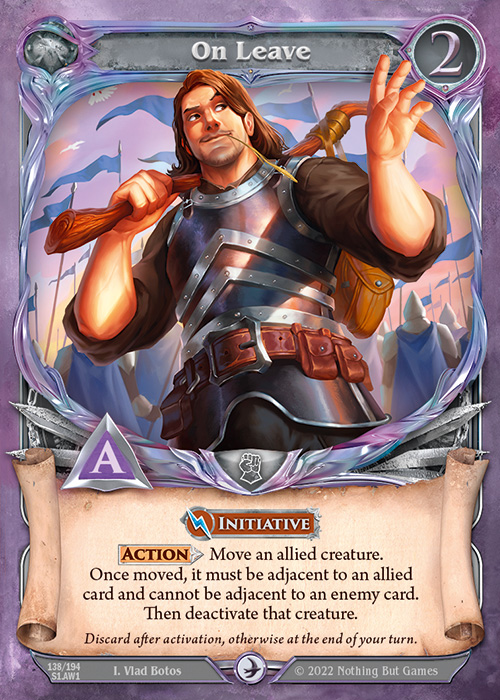 On Leave
2
A
INITIATIVE
ACTION Move an allied creature.
Once moved, it must be adjacent to an allied
card and cannot be adjacent to an enemy card.
Then deactivate that creature.
Discard after activation, otherwise at the end of your turn.
138/194
S1.AW1
I. Vlad Botos
© 2022 Nothing But Games